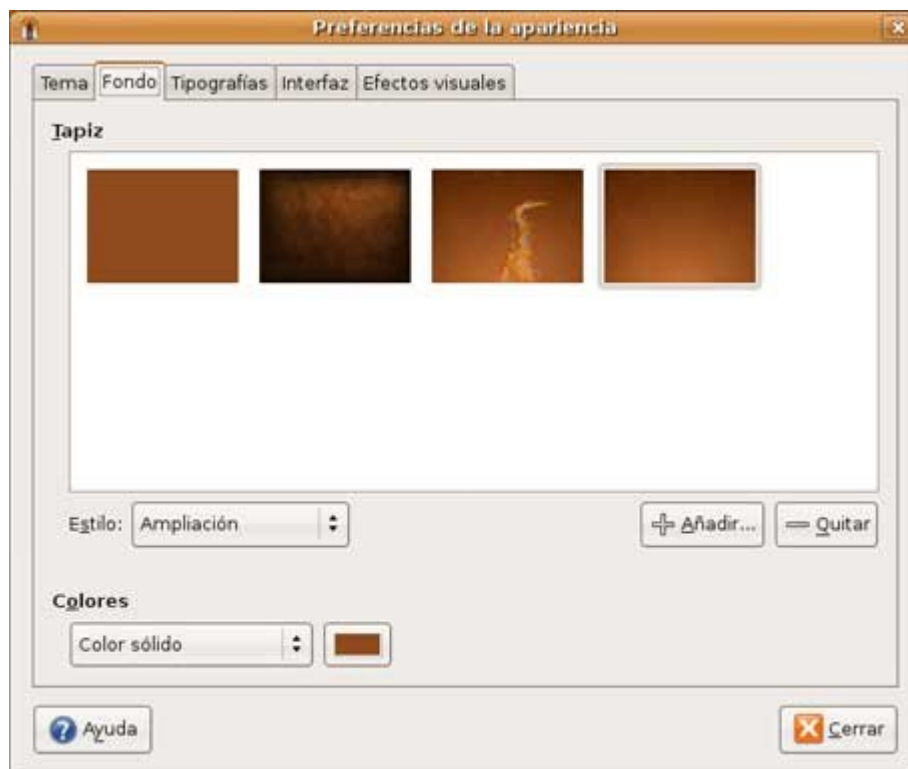 Preferencias de la apariencia
Tema Fondo Tipografías Interfaz Efectos visuales
Tapiz
Estilo: Ampliación Añadir... Quitar
Colores
Color sólido
Ayuda Cerrar